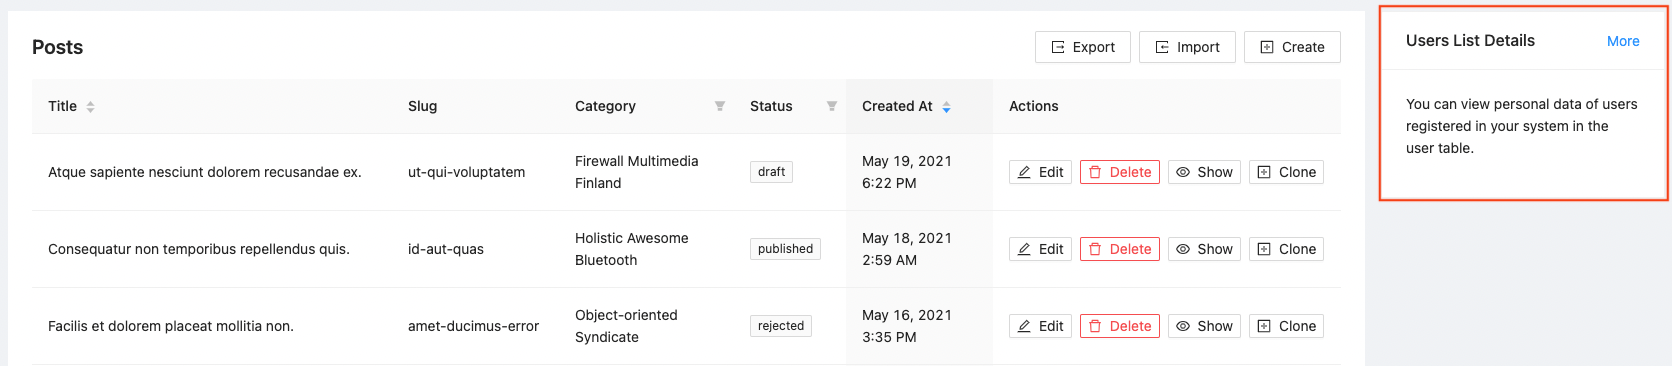 Posts
Export Import Create
Title Slug Category Status Created At Actions
Atque sapiente nesciunt dolorem recusandae ex. ut-qui-voluptatem Firewall Multimedia Finland draft May 19, 2021 6:22 PM Edit Delete Show Clone
Consequatur non temporibus repellendus quis. id-aut-quas Holistic Awesome Bluetooth published May 18, 2021 2:59 AM Edit Delete Show Clone
Facilis et dolorem placeat mollitia non. amet-ducimus-error Object-oriented Syndicate rejected May 16, 2021 3:35 PM Edit Delete Show Clone
Users List Details More
You can view personal data of users
registered in your system in the
user table.